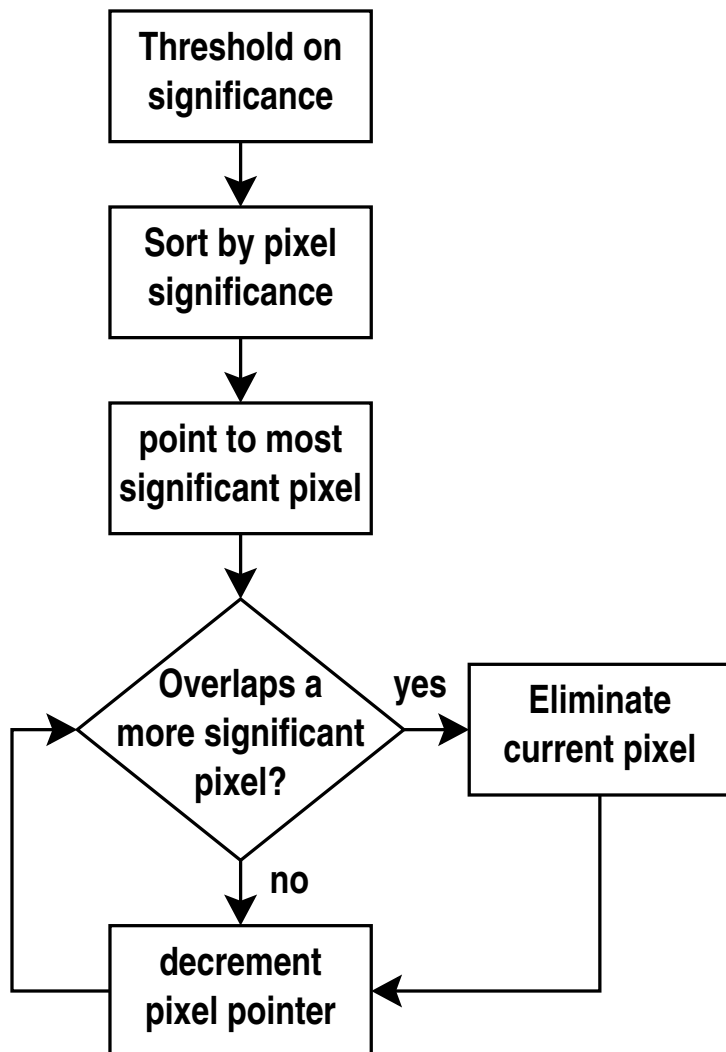 Threshold on
significance
Sort by pixel
significance
point to most
significant pixel
Overlaps a
more significant
pixel?
yes
Eliminate
current pixel
no
decrement
pixel pointer